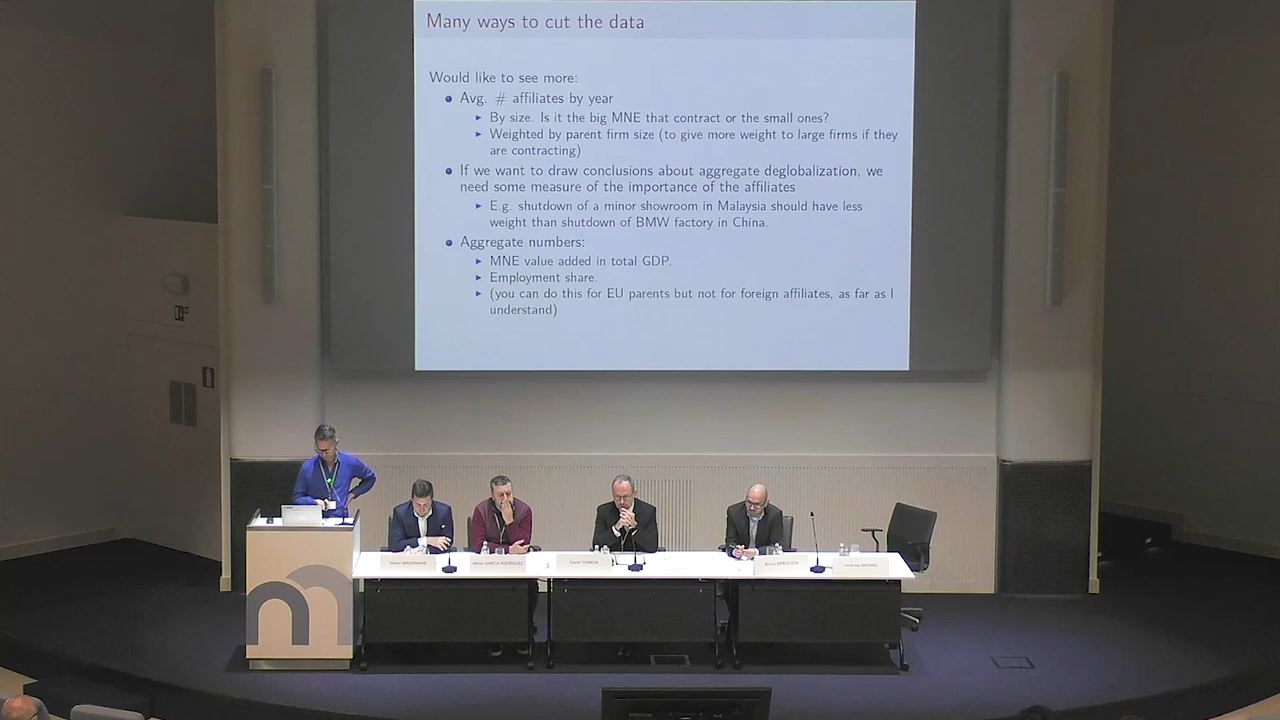 Many ways to cut the data
Would like to see more:
Avg. # affiliates by year
By size. Is it the big MNE that contract or the small ones?
Weighted by parent firm size (to give more weight to large firms if they
are contracting)
If we want to draw conclusions about aggregate deglobalization, we
need some measure of the importance of the affiliates
E.g. shutdown of a minor showroom in Malaysia should have less
weight than shutdown of BMW factory in China.
Aggregate numbers:
MNE value added in total GDP.
Employment share.
(you can do this for EU parents but not for foreign affiliates, as far as I
understand)
GARCIA RODRIGUEZ